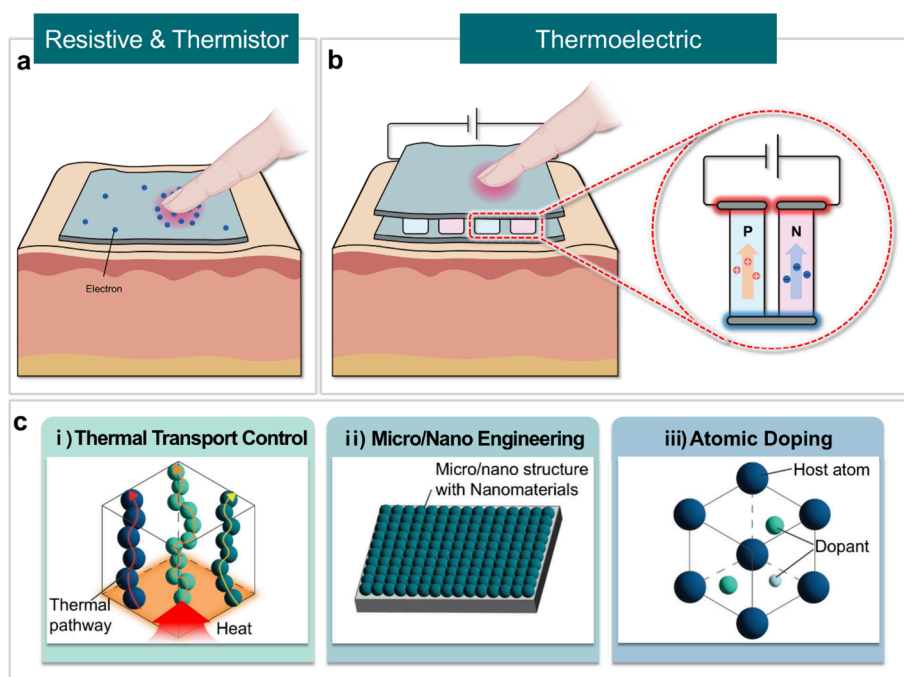 Resistive & Thermistor
Thermoelectric
a
b
Electron
P
N
c
i) Thermal Transport Control
ii) Micro/Nano Engineering
iii) Atomic Doping
Thermal
pathway
Heat
Micro/nano structure
with Nanomaterials
Host atom
Dopant